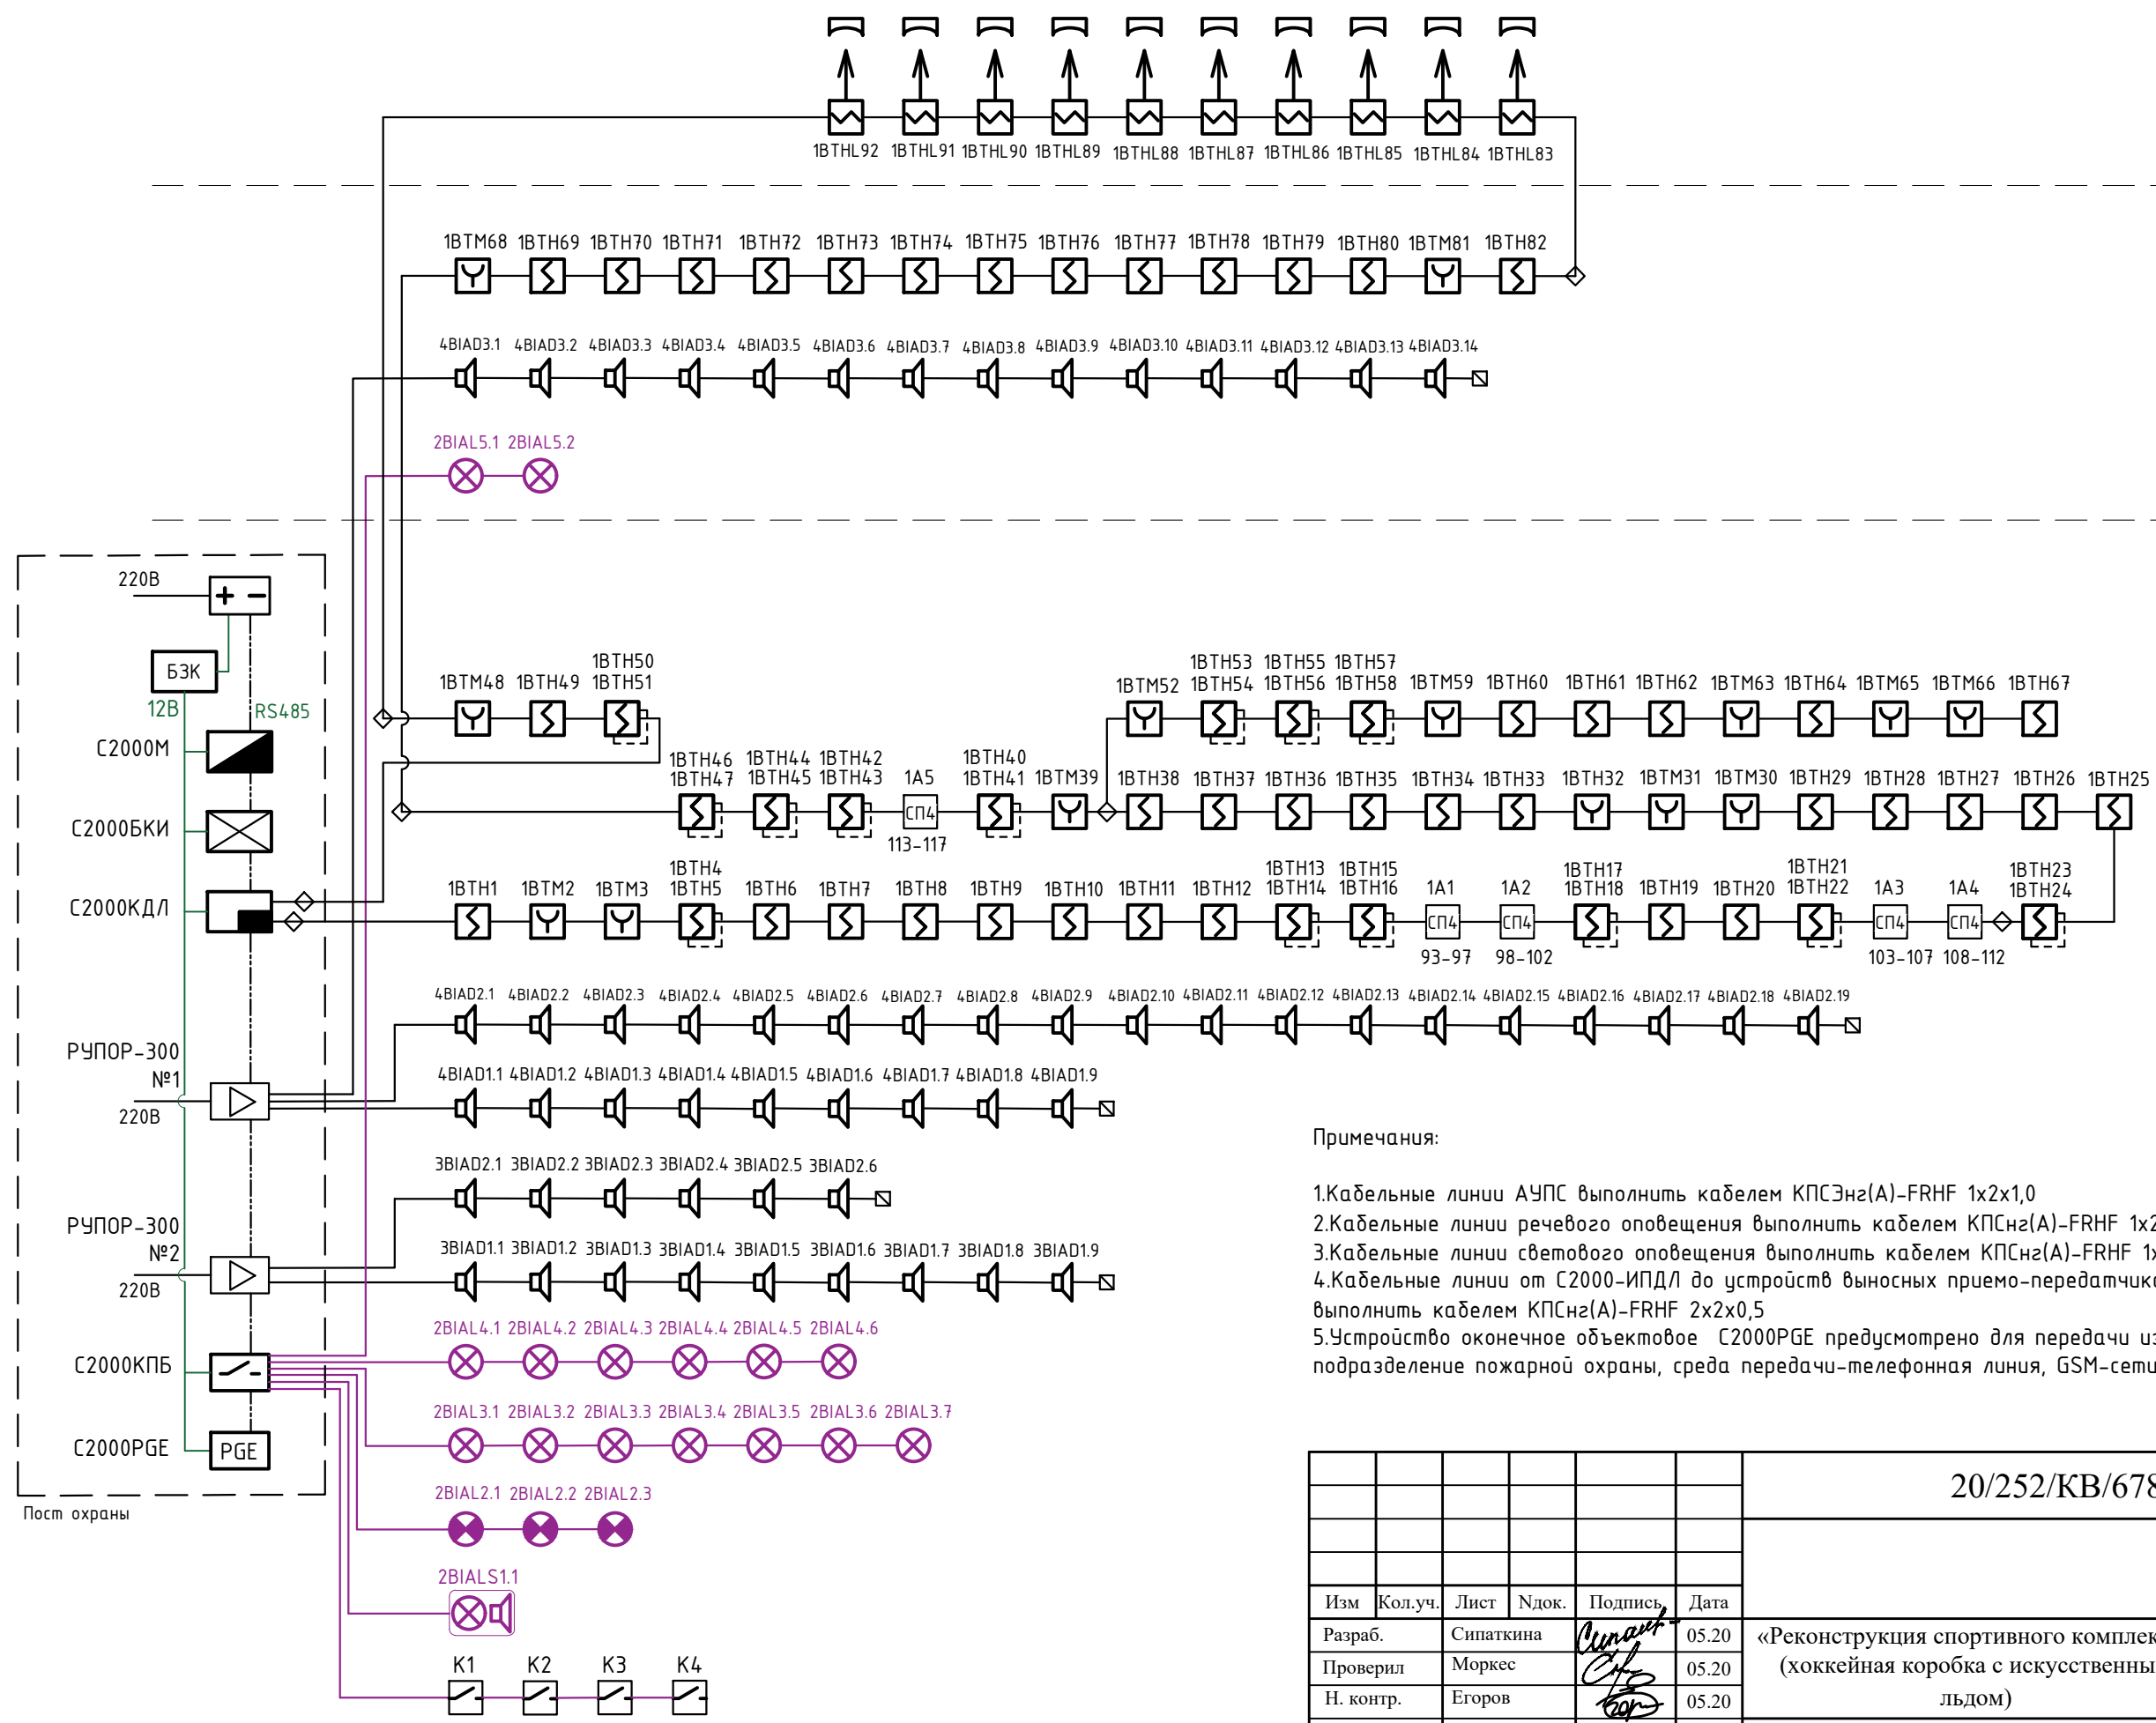 1BTHL92 1BTHL91 1BTHL90 1BTHL89 1BTHL88 1BTHL87 1BTHL86 1BTHL85 1BTHL84 1BTHL83
1BTM68 1BTH69 1BTH70 1BTH71 1BTH72 1BTH73 1BTH74 1BTH75 1BTH76 1BTH77 1BTH78 1BTH79 1BTH80 1BTM81 1BTH82
4BIAD3.1 4BIAD3.2 4BIAD3.3 4BIAD3.4 4BIAD3.5 4BIAD3.6 4BIAD3.7 4BIAD3.8 4BIAD3.9 4BIAD3.10 4BIAD3.11 4BIAD3.12 4BIAD3.13 4BIAD3.14
2BIAL5.1 2BIAL5.2
220В
БЗК
12В
RS485
С2000М
С2000БКИ
С2000КДЛ
1BTH50 1BTH53 1BTH55 1BTH57
1BTM48 1BTH49 1BTH51 1BTM52 1BTH54 1BTH56 1BTH58 1BTM59 1BTH60 1BTH61 1BTH62 1BTM63 1BTH64 1BTM65 1BTM66 1BTH67
1BTH46 1BTH44 1BTH42 1BTH40
1BTH47 1BTH45 1BTH43 1A5 1BTH41 1BTM39 1BTH38 1BTH37 1BTH36 1BTH35 1BTH34 1BTH33 1BTH32 1BTM31 1BTM30 1BTH29 1BTH28 1BTH27 1BTH26 1BTH25
СП4
113-117
1BTH4 1BTH13 1BTH15 1BTH17 1BTH21 1BTH23
1BTH1 1BTM2 1BTM3 1BTH5 1BTH6 1BTH7 1BTH8 1BTH9 1BTH10 1BTH11 1BTH12 1BTH14 1BTH16 1A1 1A2 1BTH18 1BTH19 1BTH20 1BTH22 1A3 1A4 1BTH24
СП4 СП4 СП4 СП4
93-97 98-102 103-107 108-112
4BIAD2.1 4BIAD2.2 4BIAD2.3 4BIAD2.4 4BIAD2.5 4BIAD2.6 4BIAD2.7 4BIAD2.8 4BIAD2.9 4BIAD2.10 4BIAD2.11 4BIAD2.12 4BIAD2.13 4BIAD2.14 4BIAD2.15 4BIAD2.16 4BIAD2.17 4BIAD2.18 4BIAD2.19
РУПОР-300
№1
220В
4BIAD1.1 4BIAD1.2 4BIAD1.3 4BIAD1.4 4BIAD1.5 4BIAD1.6 4BIAD1.7 4BIAD1.8 4BIAD1.9
3BIAD2.1 3BIAD2.2 3BIAD2.3 3BIAD2.4 3BIAD2.5 3BIAD2.6
РУПОР-300
№2
220В
3BIAD1.1 3BIAD1.2 3BIAD1.3 3BIAD1.4 3BIAD1.5 3BIAD1.6 3BIAD1.7 3BIAD1.8 3BIAD1.9
2BIAL4.1 2BIAL4.2 2BIAL4.3 2BIAL4.4 2BIAL4.5 2BIAL4.6
С2000КПБ
2BIAL3.1 2BIAL3.2 2BIAL3.3 2BIAL3.4 2BIAL3.5 2BIAL3.6 2BIAL3.7
С2000PGE
PGE
2BIAL2.1 2BIAL2.2 2BIAL2.3
Пост охраны
2BIALS1.1
К1 К2 К3 К4
Примечания:
1.Кабельные линии АУПС выполнить кабелем КПСЭнг(А)-FRHF 1х2х1,0
2.Кабельные линии речевого оповещения выполнить кабелем КПСнг(А)-FRHF 1х2
3.Кабельные линии светового оповещения выполнить кабелем КПСнг(А)-FRHF 1х
4.Кабельные линии от С2000-ИПДЛ до устройств выносных приемо-передатчик
выполнить кабелем КПСнг(А)-FRHF 2х2х0,5
5.Устройство оконечное объектовое С2000PGE предусмотрено для передачи из
подразделение пожарной охраны, среда передачи-телефонная линия, GSM-сети
20/252/КВ/678
Изм Кол.уч. Лист Nдок. Подпись Дата
Разраб. Сипаткина 05.20
Проверил Моркес 05.20
Н. контр. Егоров 05.20
«Реконструкция спортивного комплек
(хоккейная коробка с искусственны
льдом)